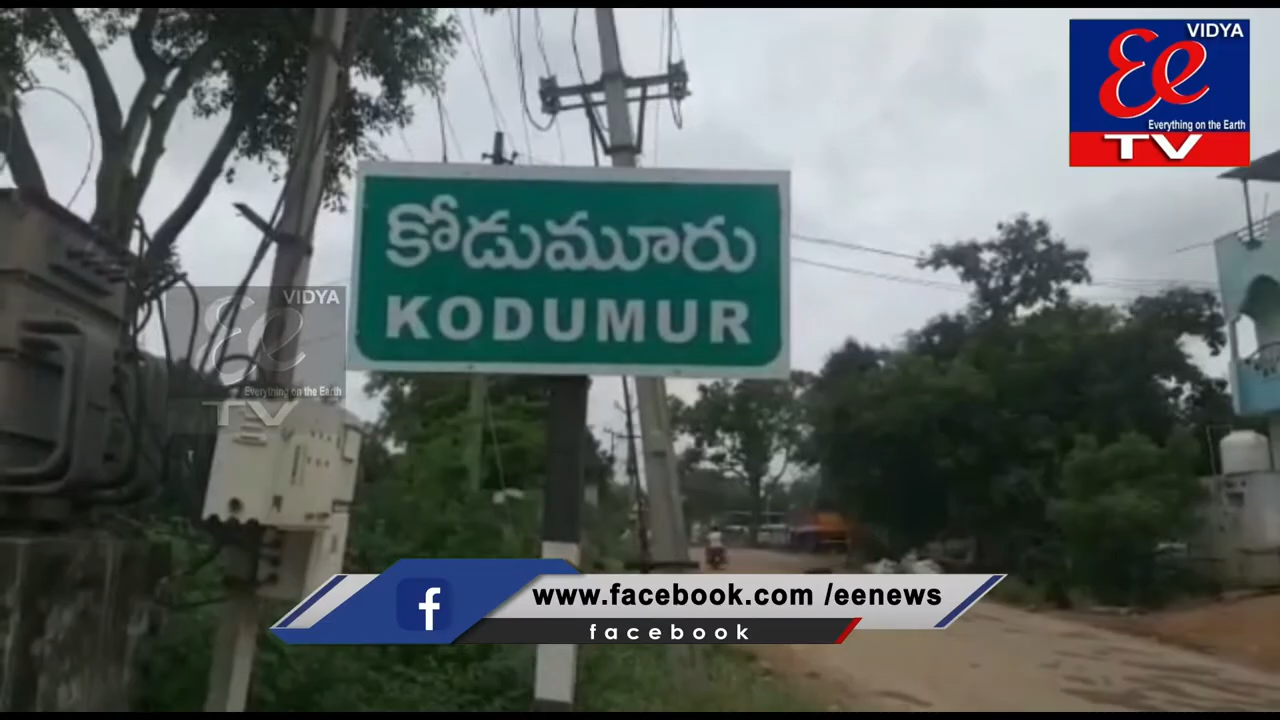 VIDYA
ee
Everything on the Earth
TV
కోడుమూరు
KODUMUR
VIDYA
ee
Everything on the Earth
TV
f
www.facebook.com /eenews
facebook